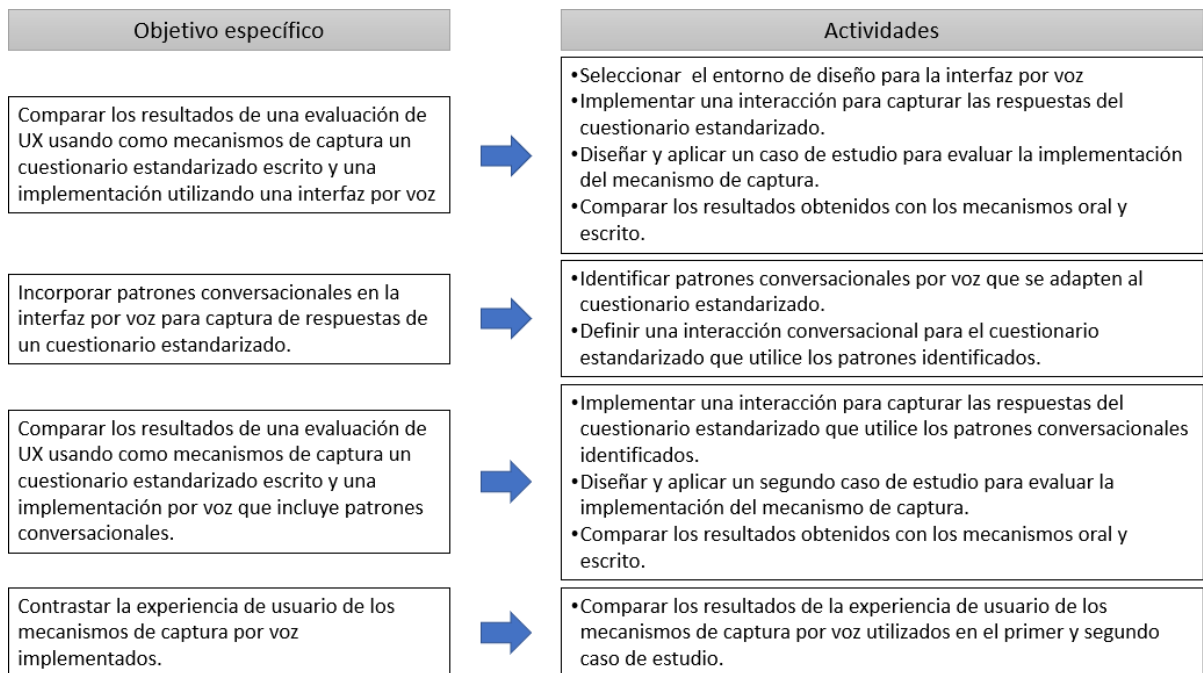 Objetivo específico
Actividades
Comparar los resultados de una evaluación de
UX usando como mecanismos de captura un
cuestionario estandarizado escrito y una
implementación utilizando una interfaz por voz
•Seleccionar el entorno de diseño para la interfaz por voz
•Implementar una interacción para capturar las respuestas del
cuestionario estandarizado.
•Diseñar y aplicar un caso de estudio para evaluar la implementación
del mecanismo de captura.
•Comparar los resultados obtenidos con los mecanismos oral y
escrito.
Incorporar patrones conversacionales en la
interfaz por voz para captura de respuestas de
un cuestionario estandarizado.
•Identificar patrones conversacionales por voz que se adapten al
cuestionario estandarizado.
•Definir una interacción conversacional para el cuestionario
estandarizado que utilice los patrones identificados.
Comparar los resultados de una evaluación de
UX usando como mecanismos de captura un
cuestionario estandarizado escrito y una
implementación por voz que incluye patrones
conversacionales.
•Implementar una interacción para capturar las respuestas del
cuestionario estandarizado que utilice los patrones conversacionales
identificados.
•Diseñar y aplicar un segundo caso de estudio para evaluar la
implementación del mecanismo de captura.
•Comparar los resultados obtenidos con los mecanismos oral y
escrito.
Contrastar la experiencia de usuario de los
mecanismos de captura por voz
implementados.
•Comparar los resultados de la experiencia de usuario de los
mecanismos de captura por voz utilizados en el primer y segundo
caso de estudio.